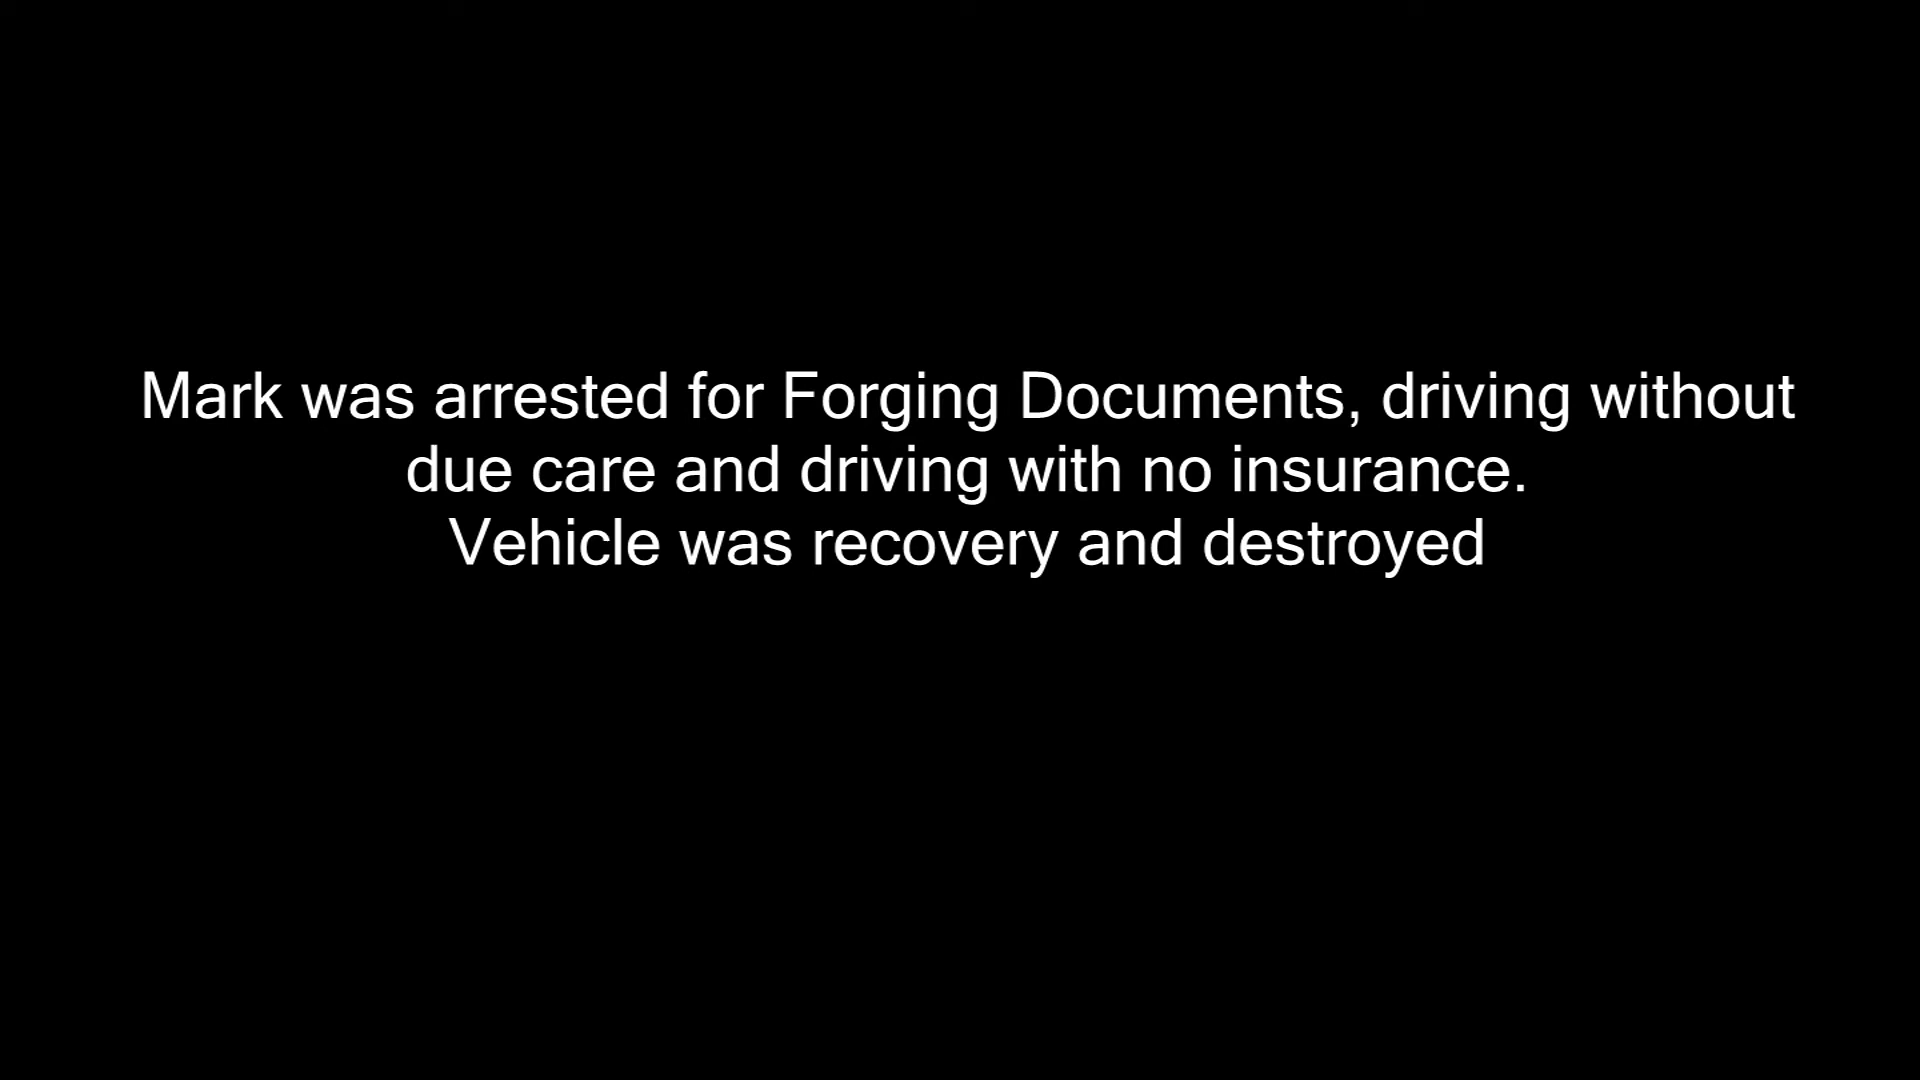 Mark was arrested for Forging Documents, driving without
due care and driving with no insurance.
Vehicle was recovery and destroyed